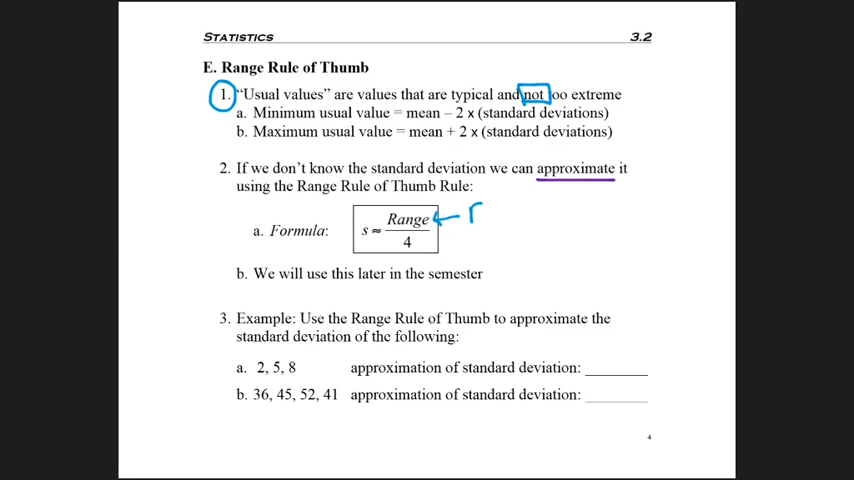 STATISTICS 3.2
E. Range Rule of Thumb
1. “Usual values” are values that are typical and not too extreme
a. Minimum usual value = mean – 2 x (standard deviations)
b. Maximum usual value = mean + 2 x (standard deviations)
2. If we don’t know the standard deviation we can approximate it
using the Range Rule of Thumb Rule:
a. Formula: s ≈ Range / 4
r
b. We will use this later in the semester
3. Example: Use the Range Rule of Thumb to approximate the
standard deviation of the following:
a. 2, 5, 8 approximation of standard deviation: ________
b. 36, 45, 52, 41 approximation of standard deviation: ________
4